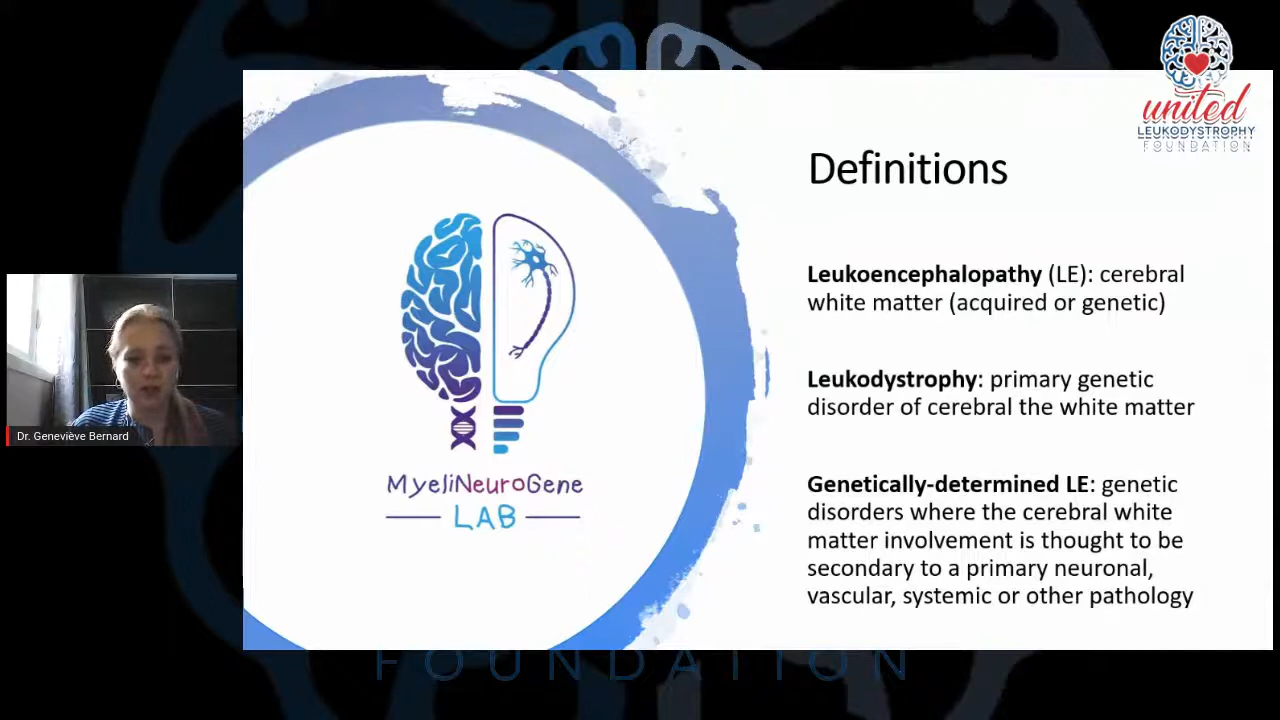 united
LEUKODYSTROPHY
FOUNDATION
Definitions
Leukoencephalopathy (LE): cerebral
white matter (acquired or genetic)
Leukodystrophy: primary genetic
disorder of cerebral the white matter
Genetically-determined LE: genetic
disorders where the cerebral white
matter involvement is thought to be
secondary to a primary neuronal,
vascular, systemic or other pathology
MyeliNeuroGene
LAB
Dr. Geneviève Bernard
FOUNDATION